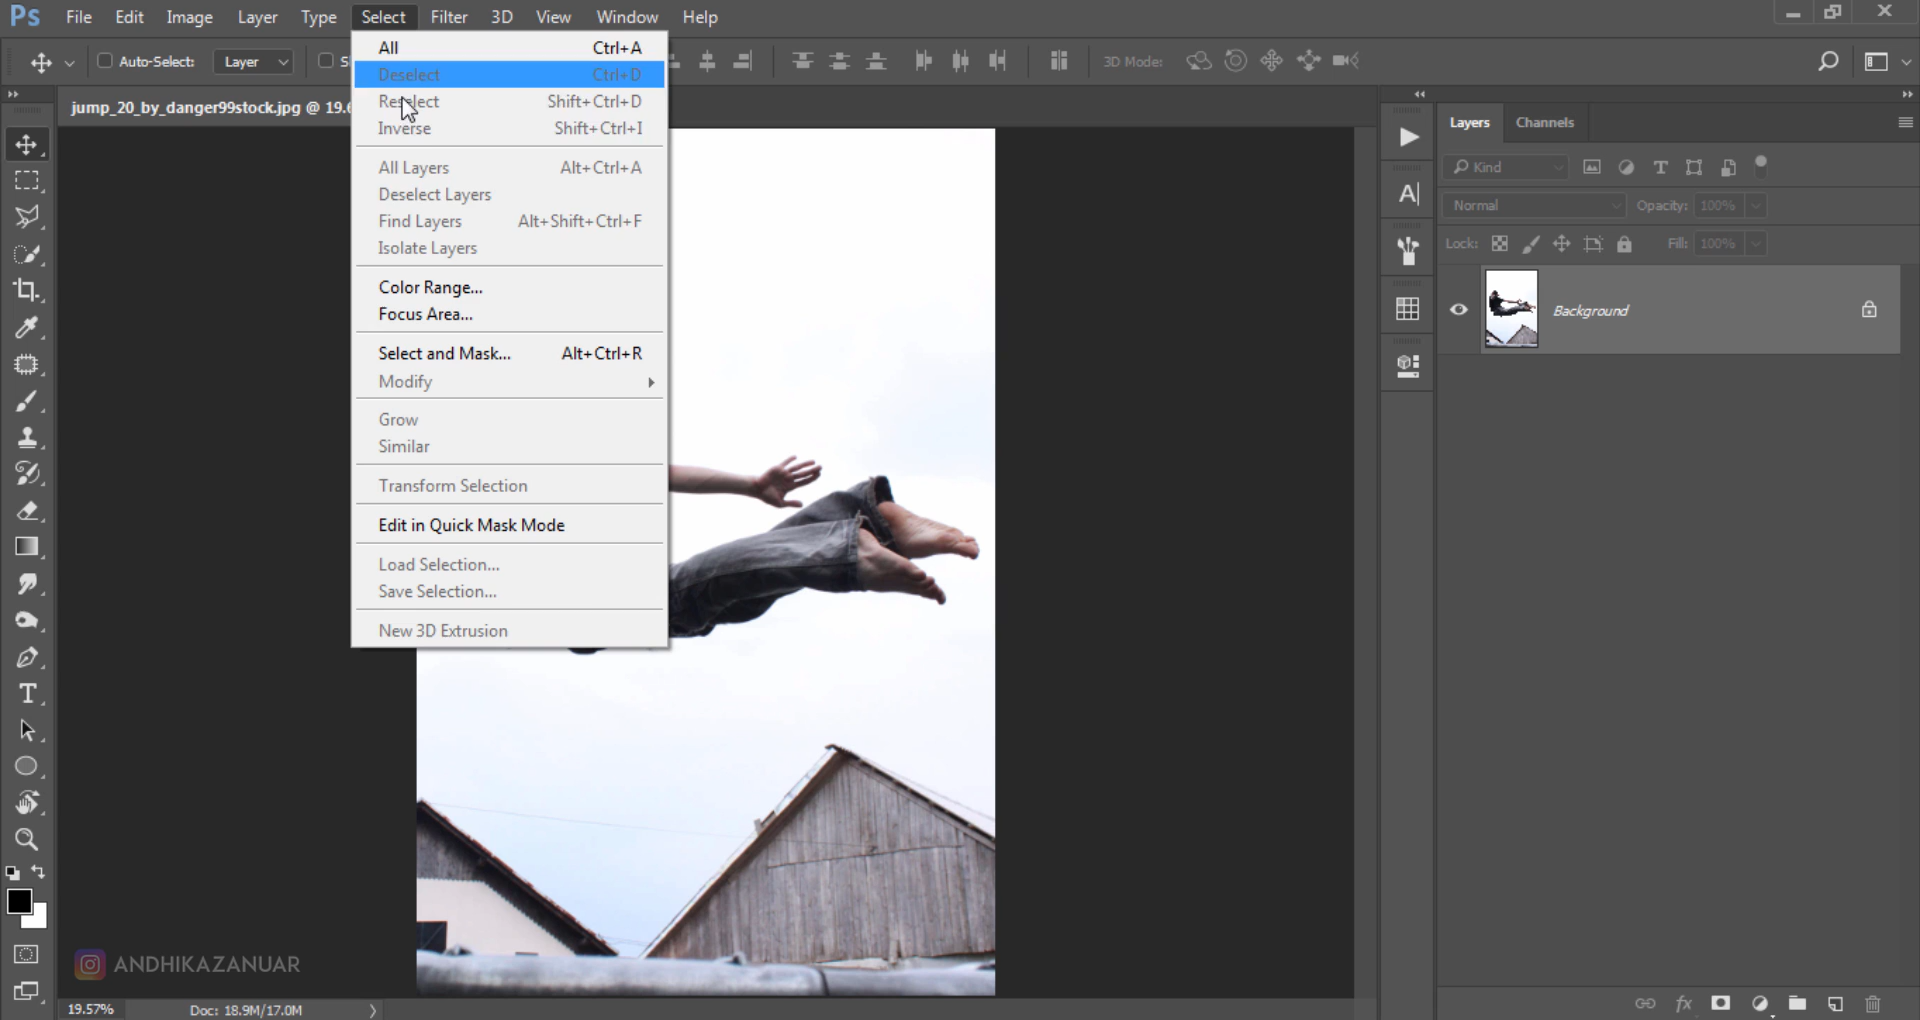 Ps File Edit Image Layer Type Select Filter 3D View Window Help
Auto-Select: Layer
3D Mode:
jump_20_by_danger99stock.jpg @ 19.
All Ctrl+A
Deselect Ctrl+D
Reselect Shift+Ctrl+D
Inverse Shift+Ctrl+I
All Layers Alt+Ctrl+A
Deselect Layers
Find Layers Alt+Shift+Ctrl+F
Isolate Layers
Color Range...
Focus Area...
Select and Mask... Alt+Ctrl+R
Modify
Grow
Similar
Transform Selection
Edit in Quick Mask Mode
Load Selection...
Save Selection...
New 3D Extrusion
Layers Channels
Kind
Normal Opacity: 100%
Lock: Fill: 100%
Background
ANDHIKAZANUAR
19.57% Doc: 18.9M/17.0M
fx